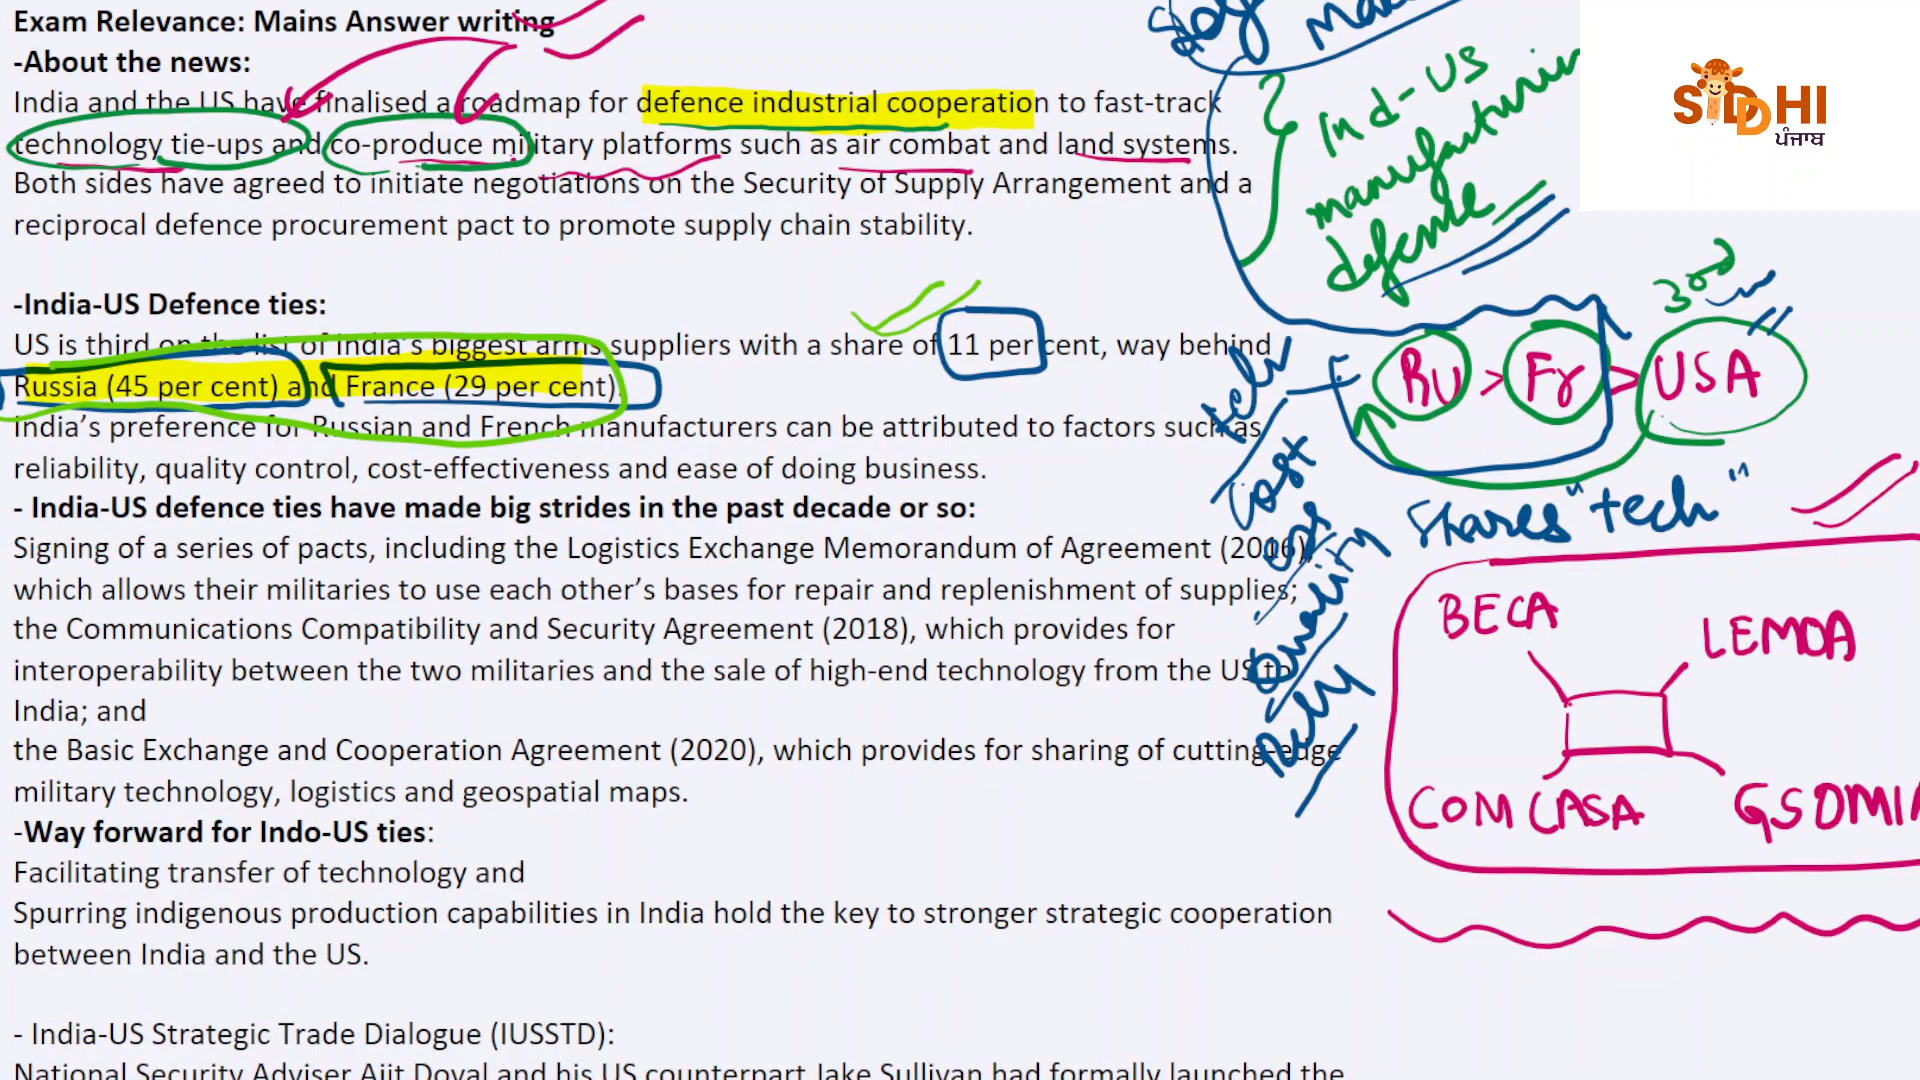 Exam Relevance: Mains Answer writing
-About the news:
India and the US have finalised a roadmap for defence industrial cooperation to fast-track
technology tie-ups and co-produce military platforms such as air combat and land systems.
Both sides have agreed to initiate negotiations on the Security of Supply Arrangement and a
reciprocal defence procurement pact to promote supply chain stability.
-India-US Defence ties:
US is third on the list of India's biggest arms suppliers with a share of 11 per cent, way behind
Russia (45 per cent) and France (29 per cent).
India's preference for Russian and French manufacturers can be attributed to factors such as
reliability, quality control, cost-effectiveness and ease of doing business.
- India-US defence ties have made big strides in the past decade or so:
Signing of a series of pacts, including the Logistics Exchange Memorandum of Agreement (2016),
which allows their militaries to use each other's bases for repair and replenishment of supplies;
the Communications Compatibility and Security Agreement (2018), which provides for
interoperability between the two militaries and the sale of high-end technology from the US to
India; and
the Basic Exchange and Cooperation Agreement (2020), which provides for sharing of cutting-edge
military technology, logistics and geospatial maps.
-Way forward for Indo-US ties:
Facilitating transfer of technology and
Spurring indigenous production capabilities in India hold the key to stronger strategic cooperation
between India and the US.
- India-US Strategic Trade Dialogue (IUSSTD):
National Security Adviser Ajit Doval and his US counterpart Jake Sullivan had formally launched the
SIDDHI
ਪੰਜਾਬ
Ind-US
manufacturin
defence
3rd
Ru > Fr > USA
Cost
Quality
Shares "tech"
BECA
LEMOA
COMCASA
GSOMIA